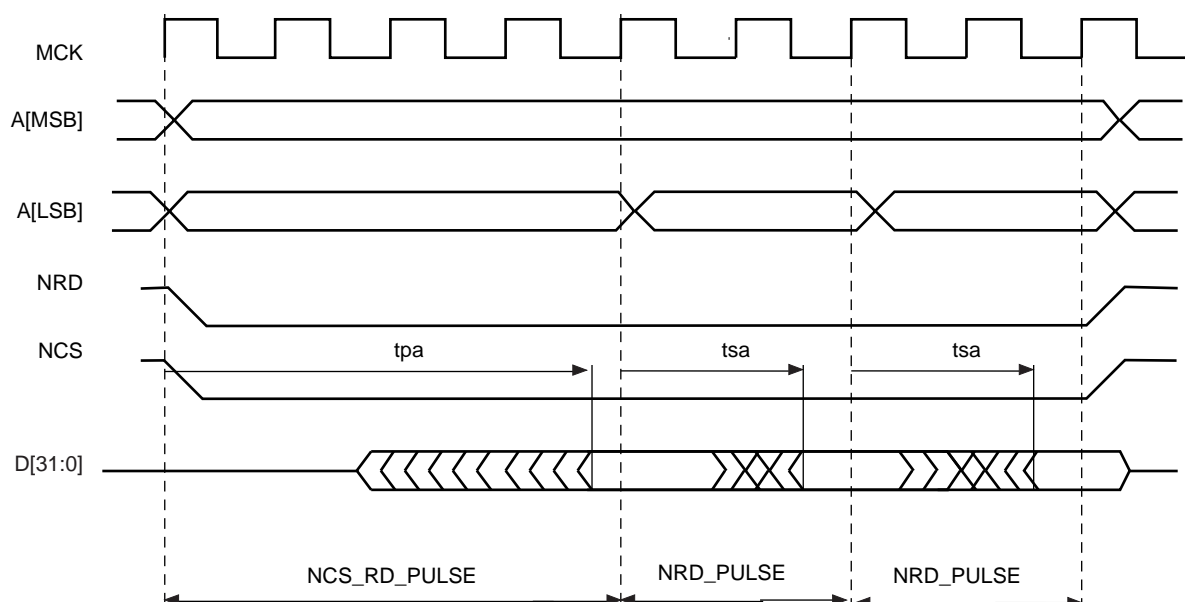 MCK
A[MSB]
A[LSB]
NRD
NCS
tpa
tsa
tsa
D[31:0]
NCS_RD_PULSE
NRD_PULSE
NRD_PULSE